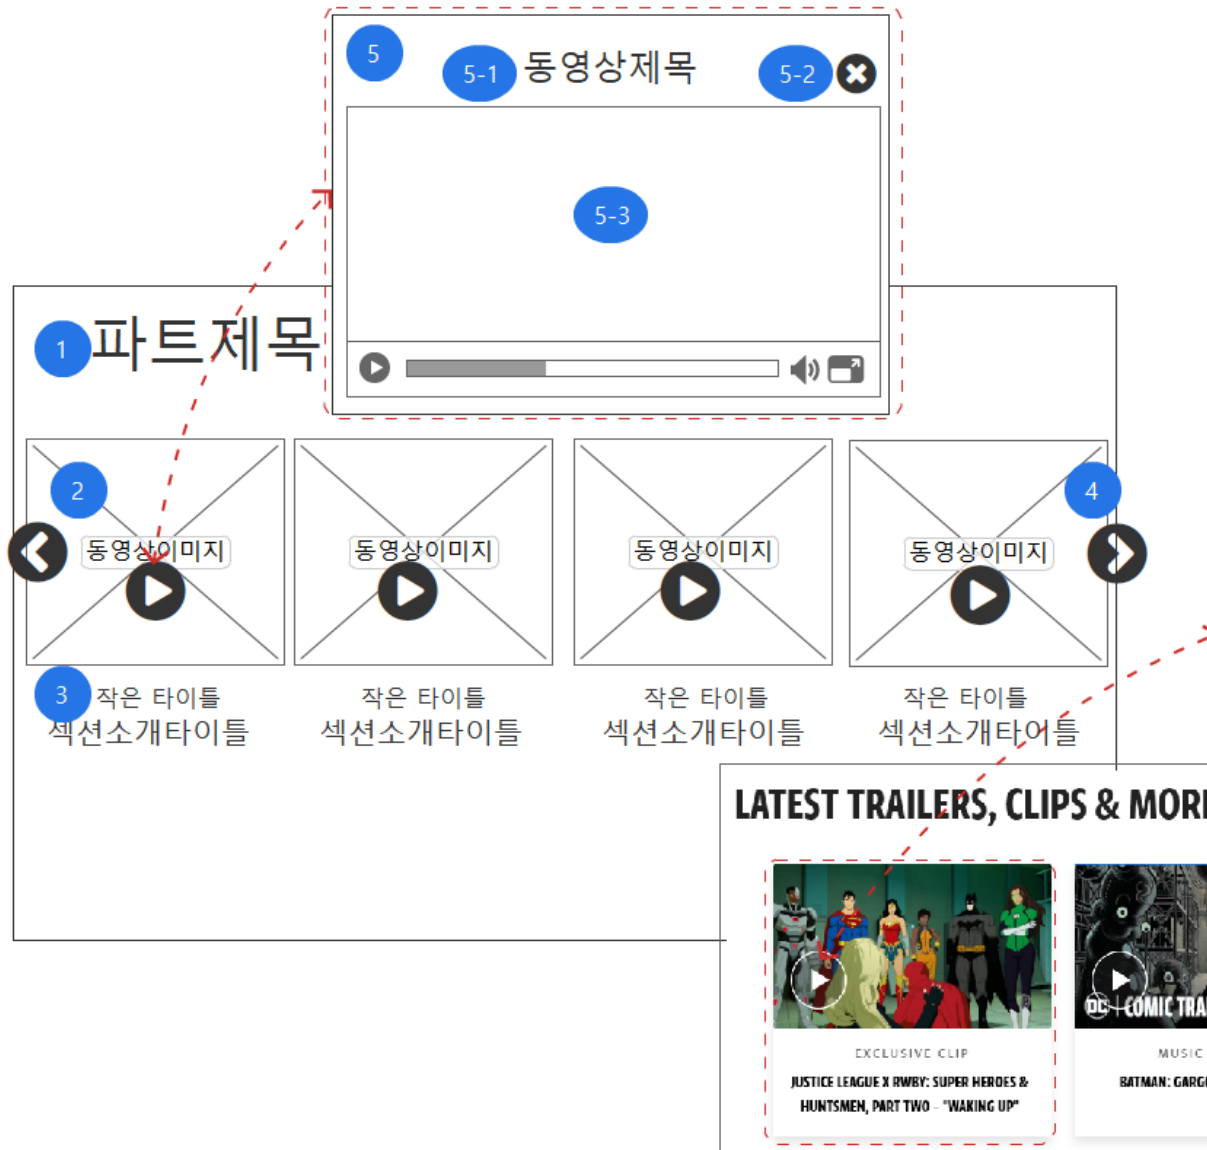 5
5-1 동영상제목 5-2
5-3
1 파트제목
2
4
동영상이미지 동영상이미지 동영상이미지 동영상이미지
3 작은 타이틀 작은 타이틀 작은 타이틀 작은 타이틀
섹션소개타이틀 섹션소개타이틀 섹션소개타이틀 섹션소개타이틀
LATEST TRAILERS, CLIPS & MOR
DC COMIC TRA
EXCLUSIVE CLIP
JUSTICE LEAGUE X RWBY: SUPER HEROES &
HUNTSMEN, PART TWO – "WAKING UP"
MUSIC
BATMAN: GARG